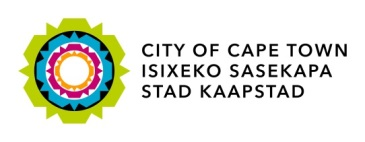 CITY OF CAPE TOWN
ISIXEKO SASEKAPA
STAD KAAPSTAD